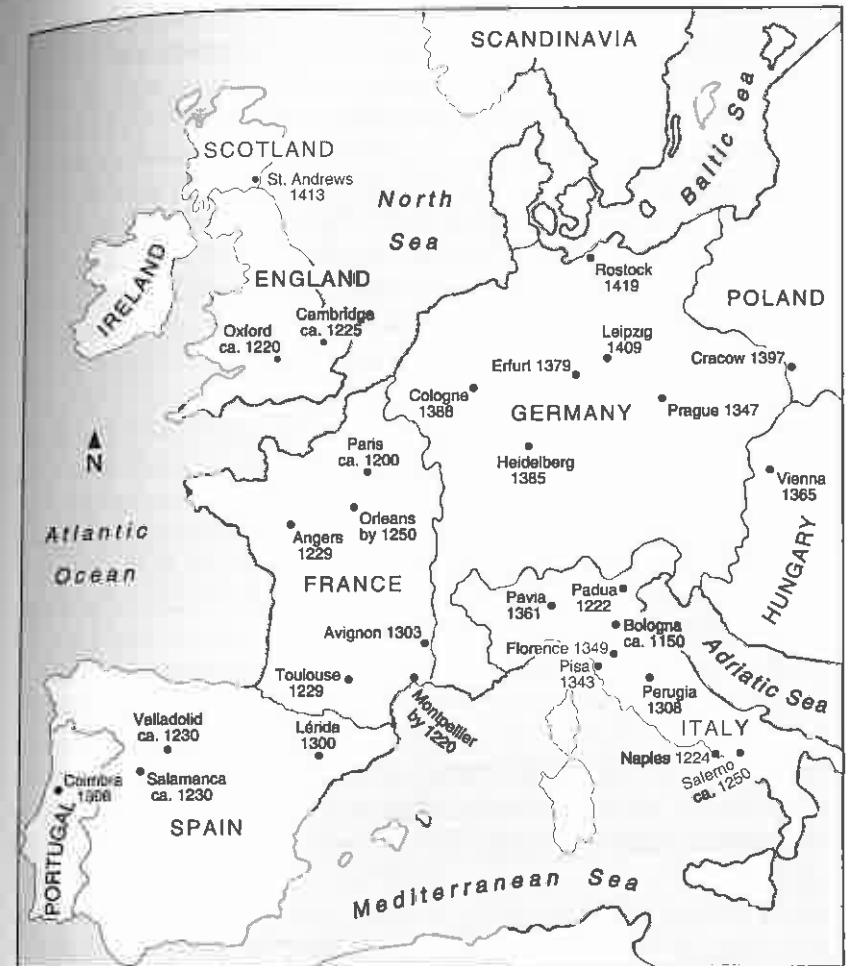 SCANDINAVIA
Baltic Sea
SCOTLAND
St. Andrews
1413
North
Sea
IRELAND
ENGLAND
Cambridge
ca. 1225
Oxford
ca. 1220
Rostock
1419
POLAND
Leipzig
1409
Erfurt 1379
Cracow 1397
Cologne
1388
GERMANY
Prague 1347
Heidelberg
1385
Vienna
1365
HUNGARY
N
Atlantic
Ocean
Paris
ca. 1200
Orleans
by 1250
Angers
1229
FRANCE
Avignon 1303
Toulouse
1229
Montpellier
by 1220
Pavia
1361
Padua
1222
Bologna
ca. 1150
Florence 1349
Pisa
1343
Perugia
1308
Adriatic Sea
ITALY
Naples 1224
Salerno
ca. 1250
Valladolid
ca. 1230
Lérida
1300
Salamanca
ca. 1230
Coimbra
PORTUGAL
SPAIN
Mediterranean Sea